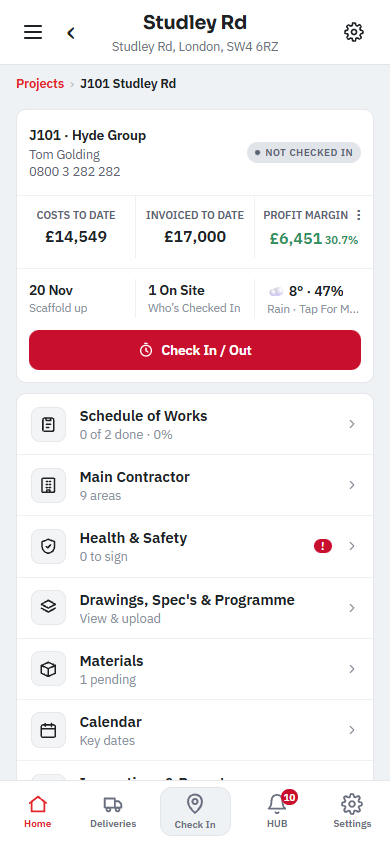 Studley Rd
Studley Rd, London, SW4 6RZ
Projects › J101 Studley Rd
J101 · Hyde Group
Tom Golding
0800 3 282 282
NOT CHECKED IN
COSTS TO DATE
£14,549
INVOICED TO DATE
£17,000
PROFIT MARGIN
£6,451 30.7%
20 Nov
Scaffold up
1 On Site
Who's Checked In
8° · 47%
Rain · Tap For M...
Check In / Out
Schedule of Works
0 of 2 done · 0%
Main Contractor
9 areas
Health & Safety
0 to sign
!
Drawings, Spec's & Programme
View & upload
Materials
1 pending
Calendar
Key dates
Home
Deliveries
Check In
10
HUB
Settings